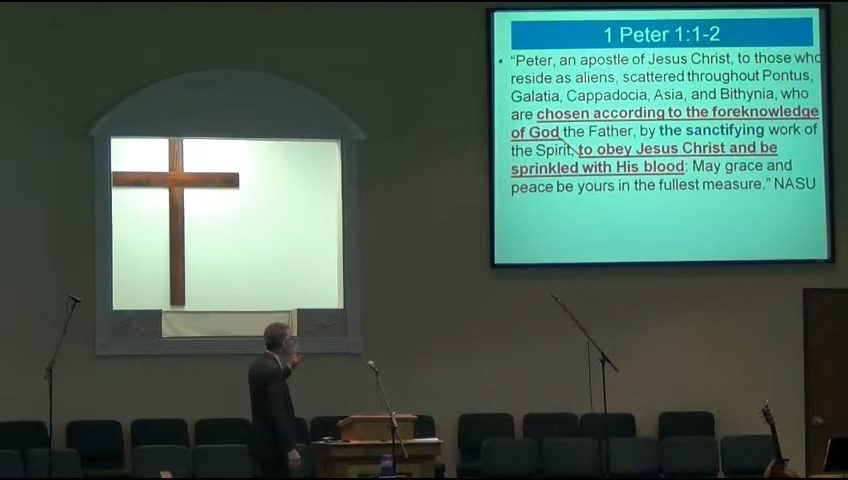 1 Peter 1:1-2
• “Peter, an apostle of Jesus Christ, to those who
reside as aliens, scattered throughout Pontus,
Galatia, Cappadocia, Asia, and Bithynia, who
are chosen according to the foreknowledge
of God the Father, by the sanctifying work of
the Spirit, to obey Jesus Christ and be
sprinkled with His blood: May grace and
peace be yours in the fullest measure.” NASU